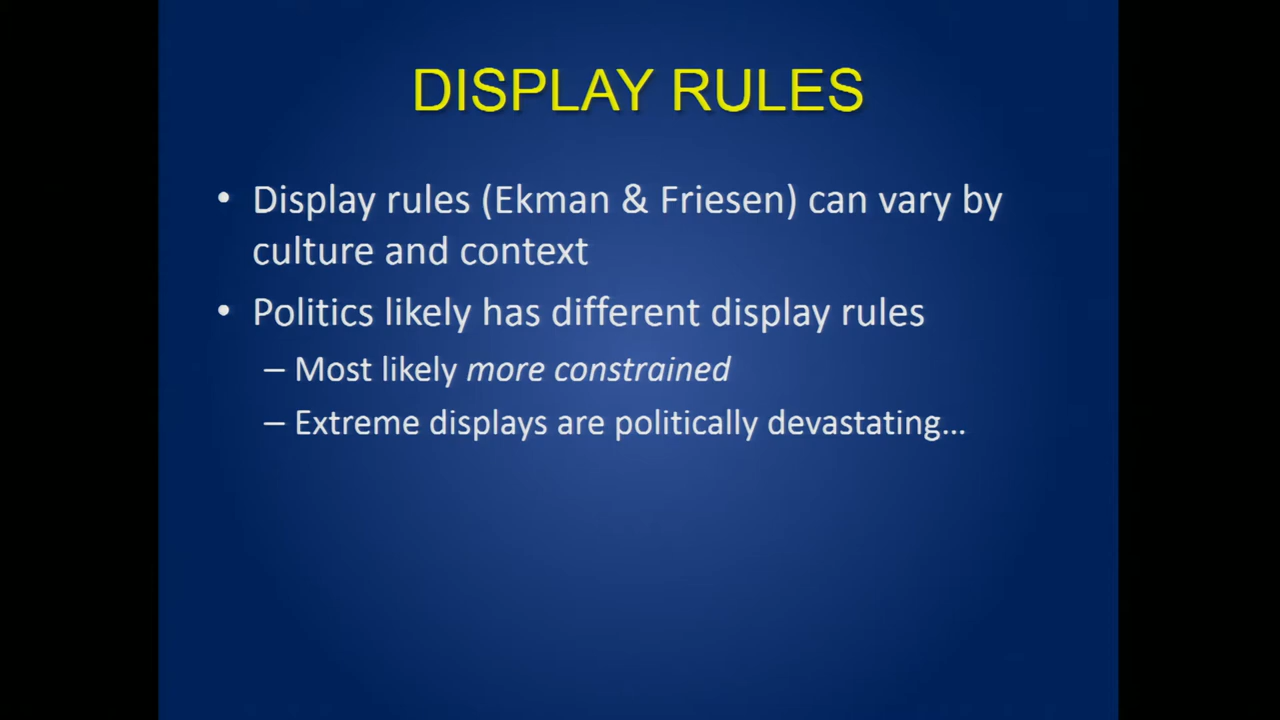 DISPLAY RULES
• Display rules (Ekman & Friesen) can vary by
culture and context
• Politics likely has different display rules
– Most likely more constrained
– Extreme displays are politically devastating…